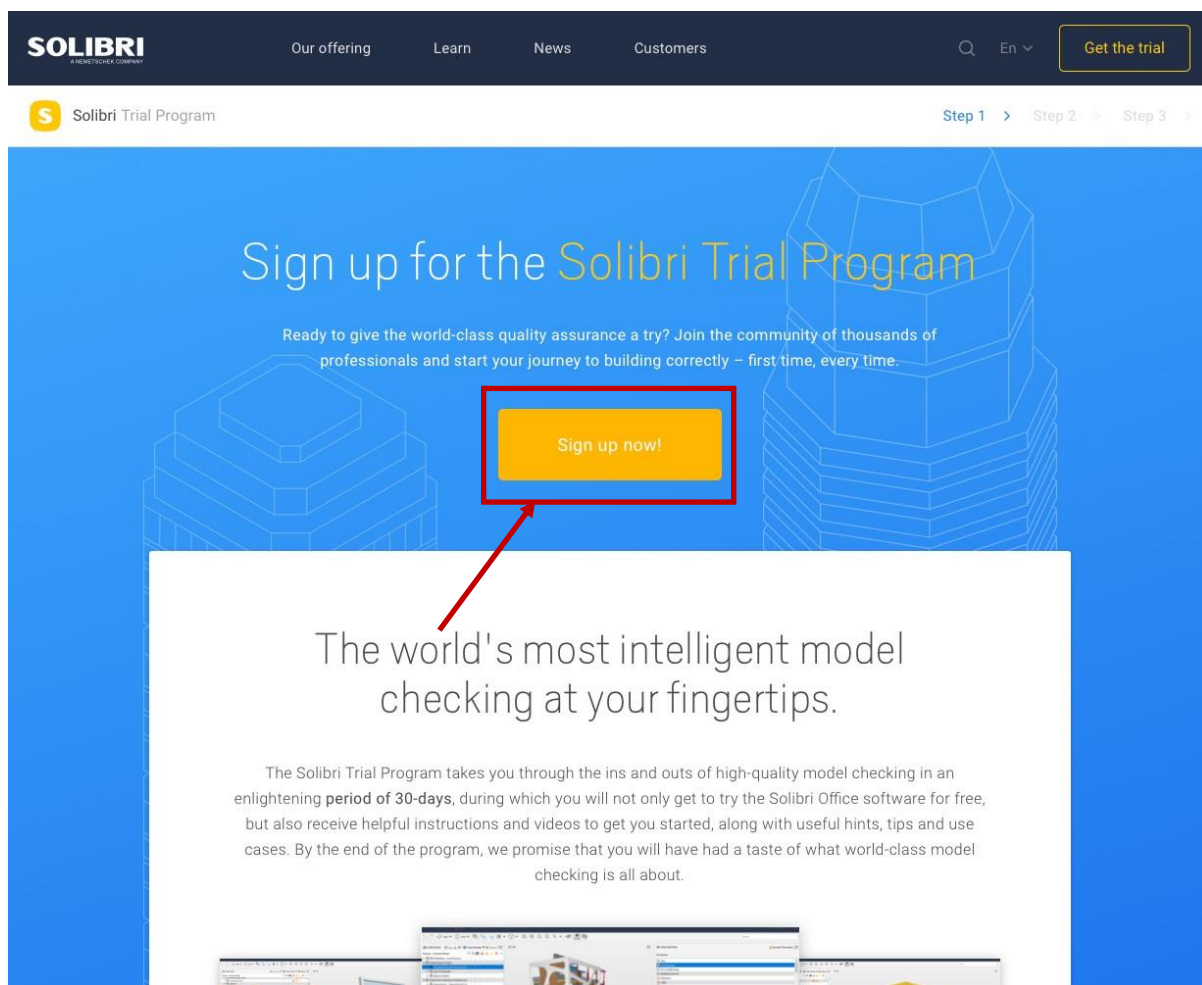 SOLIBRI
A NEMETSCHEK COMPANY
Our offering Learn News Customers En Get the trial
S Solibri Trial Program Step 1 Step 2 Step 3
Sign up for the Solibri Trial Program
Ready to give the world-class quality assurance a try? Join the community of thousands of
professionals and start your journey to building correctly – first time, every time.
Sign up now!
The world's most intelligent model
checking at your fingertips.
The Solibri Trial Program takes you through the ins and outs of high-quality model checking in an
enlightening period of 30-days, during which you will not only get to try the Solibri Office software for free,
but also receive helpful instructions and videos to get you started, along with useful hints, tips and use
cases. By the end of the program, we promise that you will have had a taste of what world-class model
checking is all about.